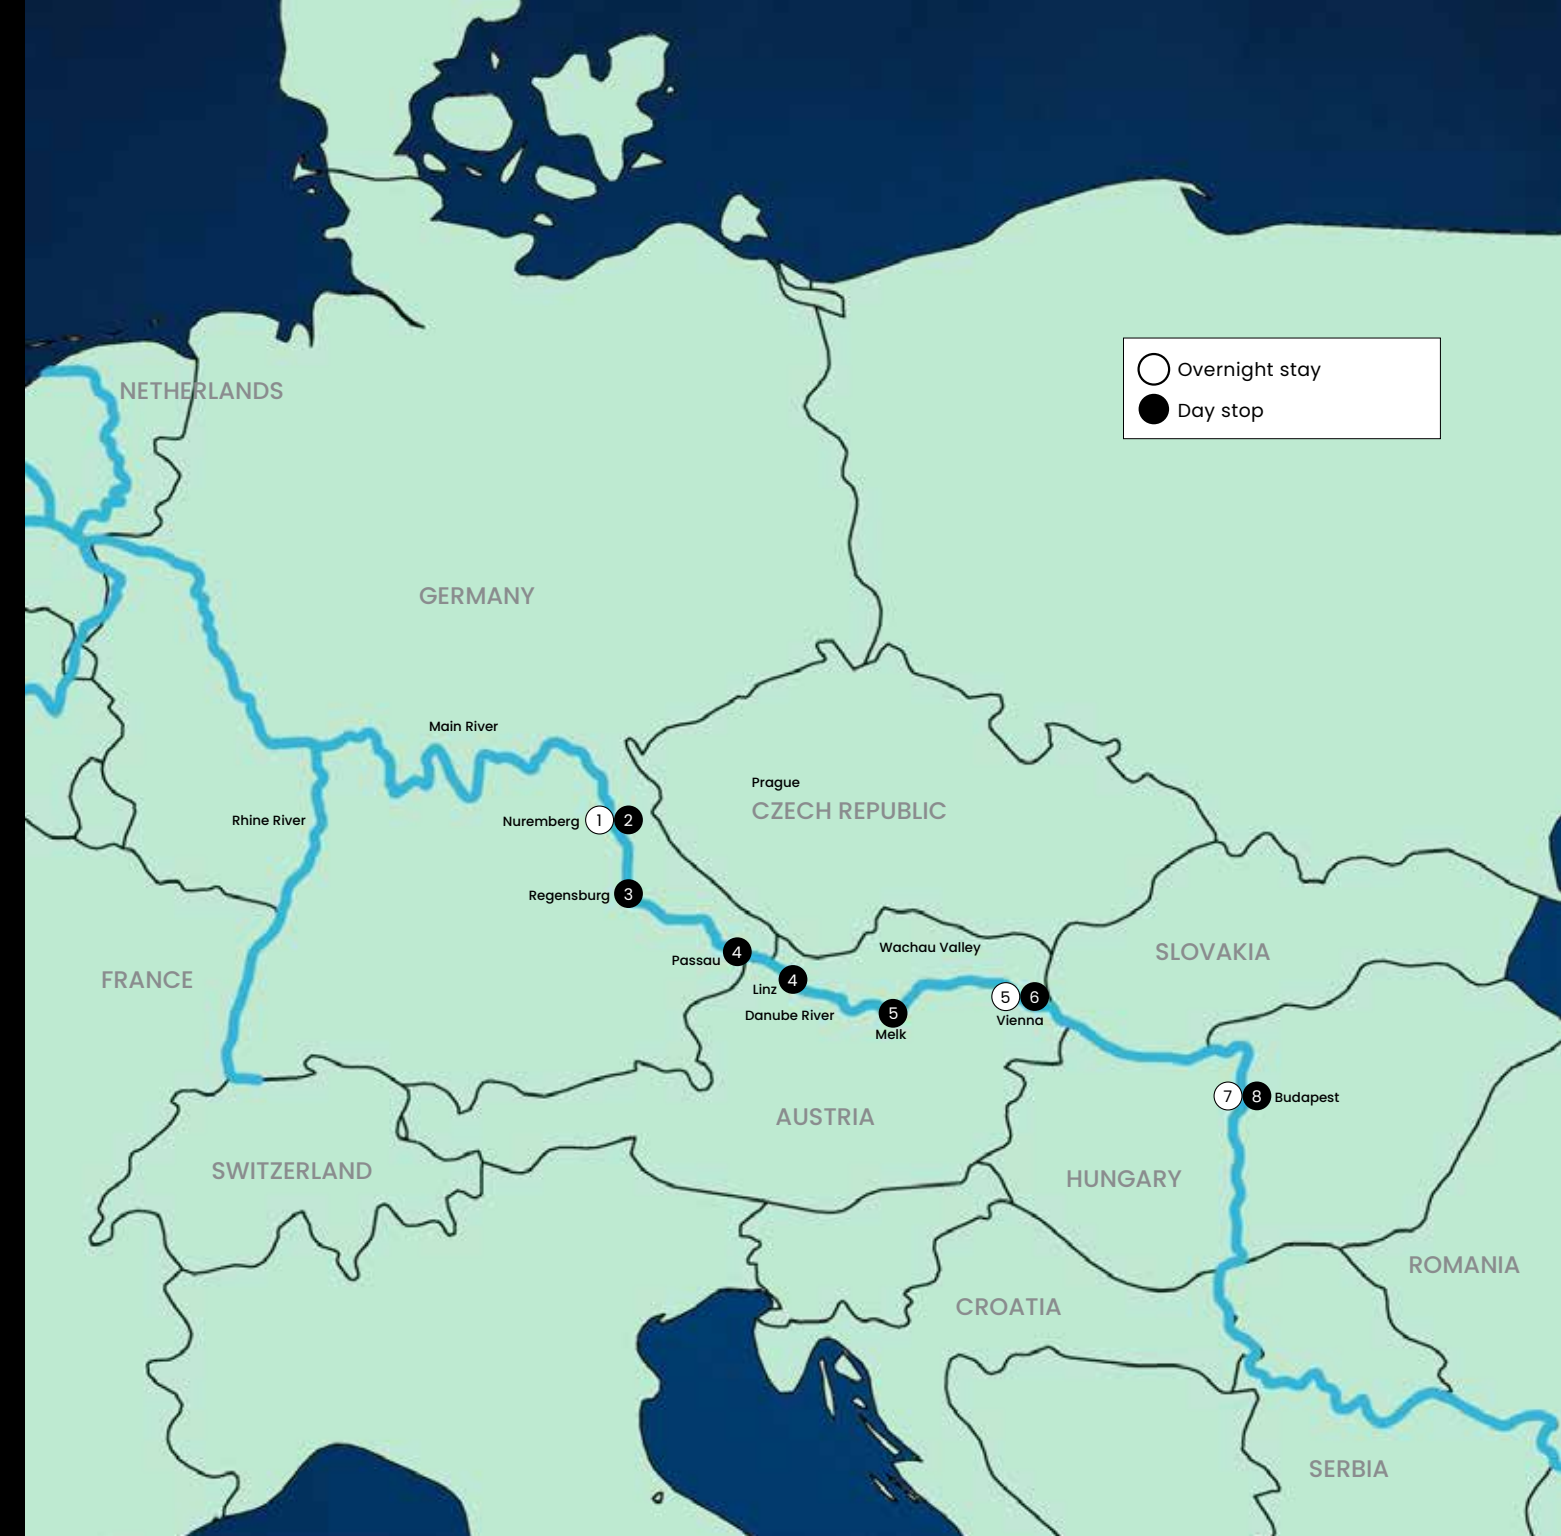 Overnight stay
Day stop
NETHERLANDS
GERMANY
Main River
Prague
CZECH REPUBLIC
Rhine River
Nuremberg 1 2
Regensburg 3
Wachau Valley
SLOVAKIA
Passau 4
FRANCE
Linz 4
5 6
Vienna
Danube River
5
Melk
7 8 Budapest
AUSTRIA
SWITZERLAND
HUNGARY
ROMANIA
CROATIA
SERBIA